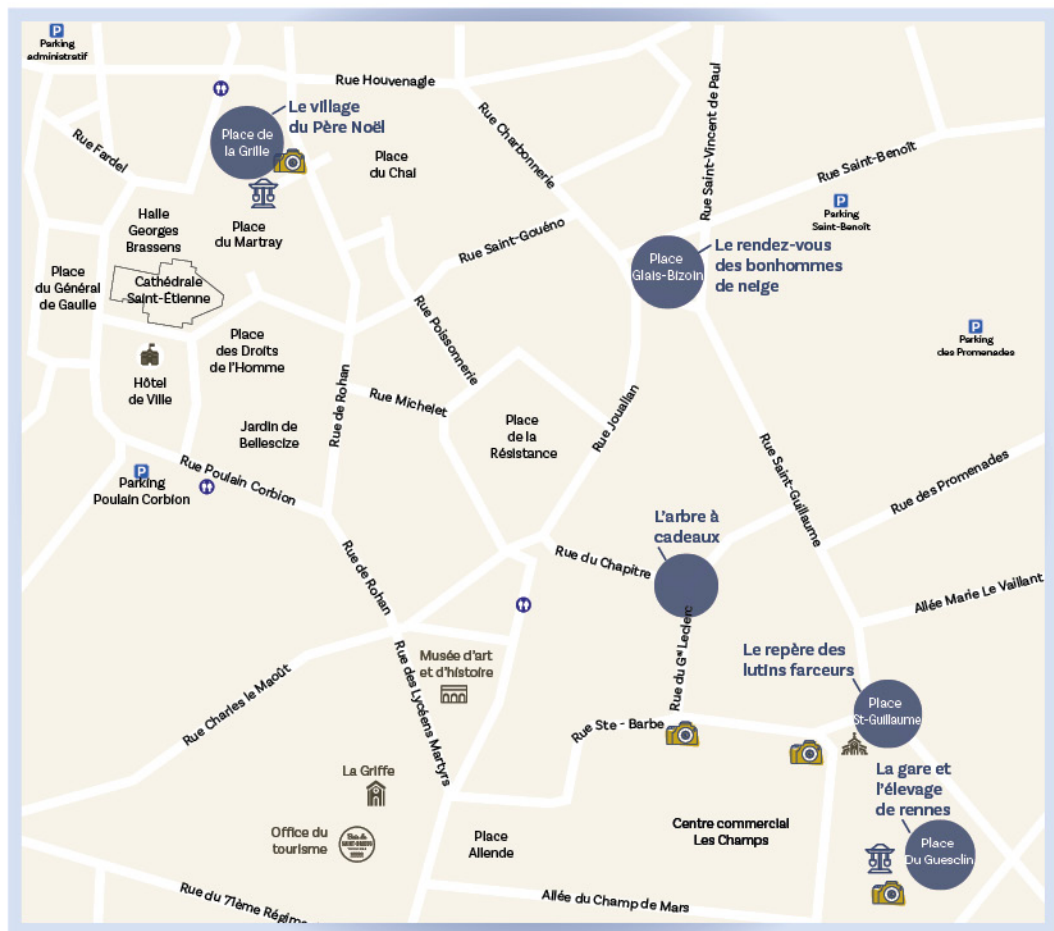 P
Parking
administratif
Rue Houvenagle
Rue Fardel
Place de
la Grille
Le village
du Père Noël
Place
du Chai
Rue Charbonnerie
Rue Saint-Vincent de Paul
Rue Saint-Benoît
P
Parking
Saint-Benoît
Halle
Georges
Brassens
Place
du Martray
Rue Saint-Gouéno
Place
Glais-Bizoin
Le rendez-vous
des bonhommes
de neige
Place
du Général
de Gaulle
Cathédrale
Saint-Étienne
P
Parking
des Promenades
Place
des Droits
de l'Homme
Hôtel
de Ville
Rue Poissonnerie
Rue de Rohan
Rue Michelet
Place
de la
Résistance
Rue Jouallan
Jardin de
Bellescize
P
Parking
Poulain Corbion
Rue Poulain Corbion
Rue Saint-Guillaume
Rue des Promenades
L'arbre à
cadeaux
Rue du Chapitre
Rue de Rohan
Allée Marie Le Vaillant
Rue du Gal Leclerc
Musée d'art
et d'histoire
Le repère des
lutins farceurs
Place
St-Guillaume
Rue Charles le Maoût
Rue des Lycéens Martyrs
Rue Ste - Barbe
La Griffe
La gare et
l'élevage
de rennes
Office du
tourisme
Place
Allende
Centre commercial
Les Champs
Place
Du Guesclin
Rue du 71ème
Allée du Champ de Mars